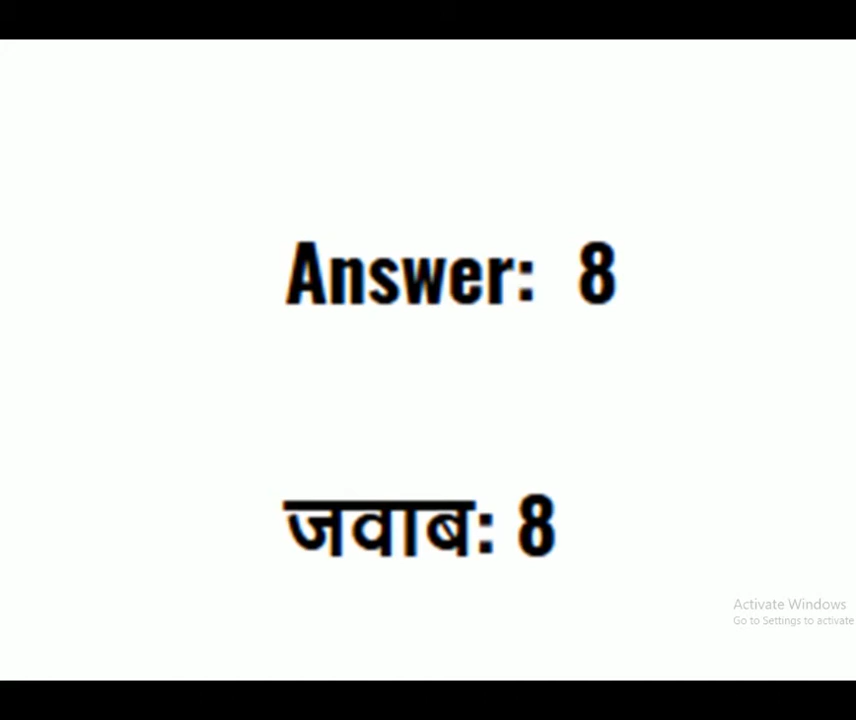 Answer: 8
जवाब: 8
Activate Windows
Go to Settings to activate